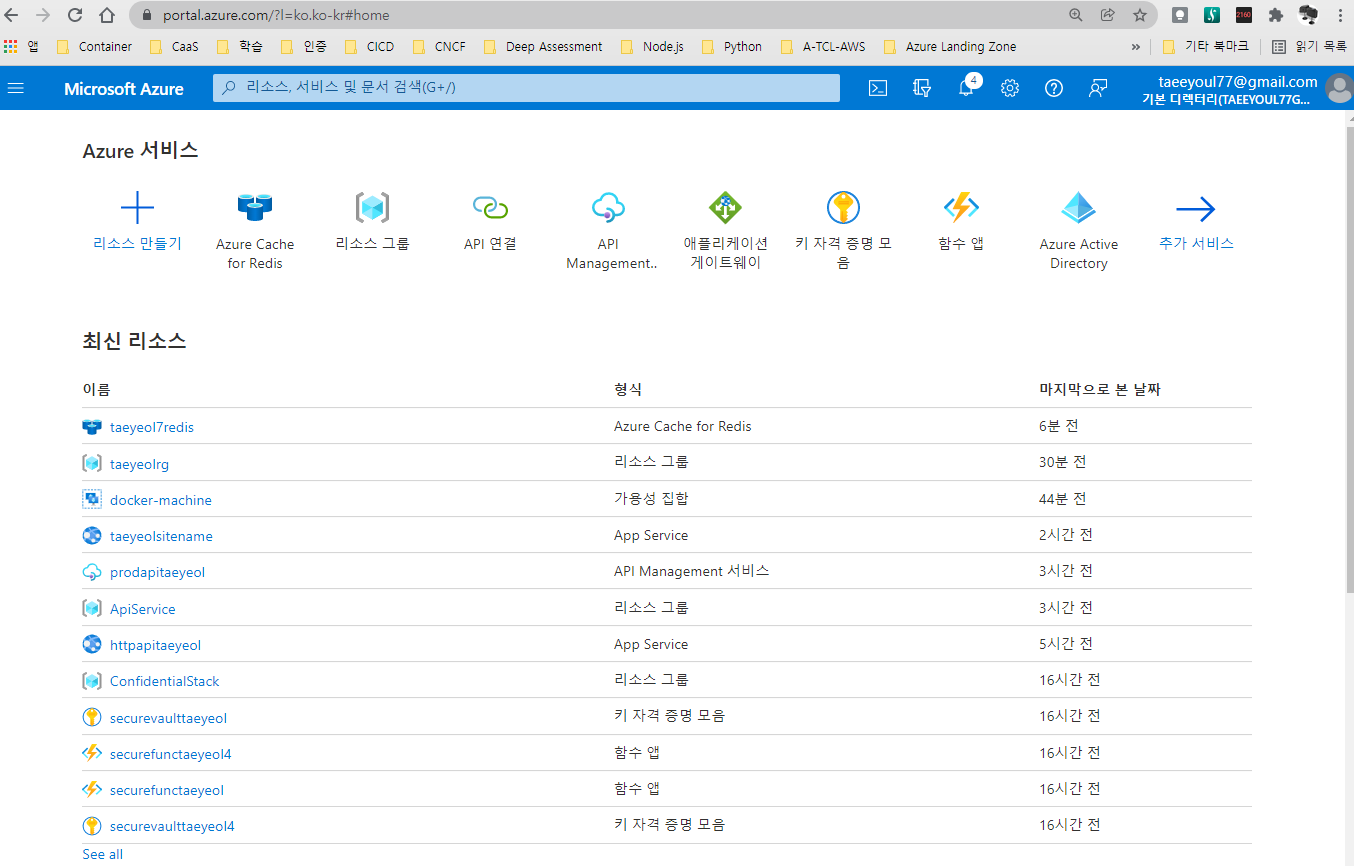 portal.azure.com/?l=ko.ko-kr#home
2160
앱 Container CaaS 학습 인증 CICD CNCF Deep Assessment Node.js Python A-TCL-AWS Azure Landing Zone » 기타 북마크 읽기 목록
Microsoft Azure 리소스, 서비스 및 문서 검색(G+/) 4 taeeyoul77@gmail.com
기본 디렉터리(TAEEYOUL77G...
Azure 서비스
리소스 만들기
Azure Cache
for Redis
리소스 그룹
API 연결
API
Management..
애플리케이션
게이트웨이
키 자격 증명 모
음
함수 앱
Azure Active
Directory
추가 서비스
최신 리소스
이름 형식 마지막으로 본 날짜
taeyeol7redis Azure Cache for Redis 6분 전
taeyeolrg 리소스 그룹 30분 전
docker-machine 가용성 집합 44분 전
taeyeolsitename App Service 2시간 전
prodapitaeyeol API Management 서비스 3시간 전
ApiService 리소스 그룹 3시간 전
httpapitaeyeol App Service 5시간 전
ConfidentialStack 리소스 그룹 16시간 전
securevaulttaeyeol 키 자격 증명 모음 16시간 전
securefunctaeyeol4 함수 앱 16시간 전
securefunctaeyeol 함수 앱 16시간 전
securevaulttaeyeol4 키 자격 증명 모음 16시간 전
See all